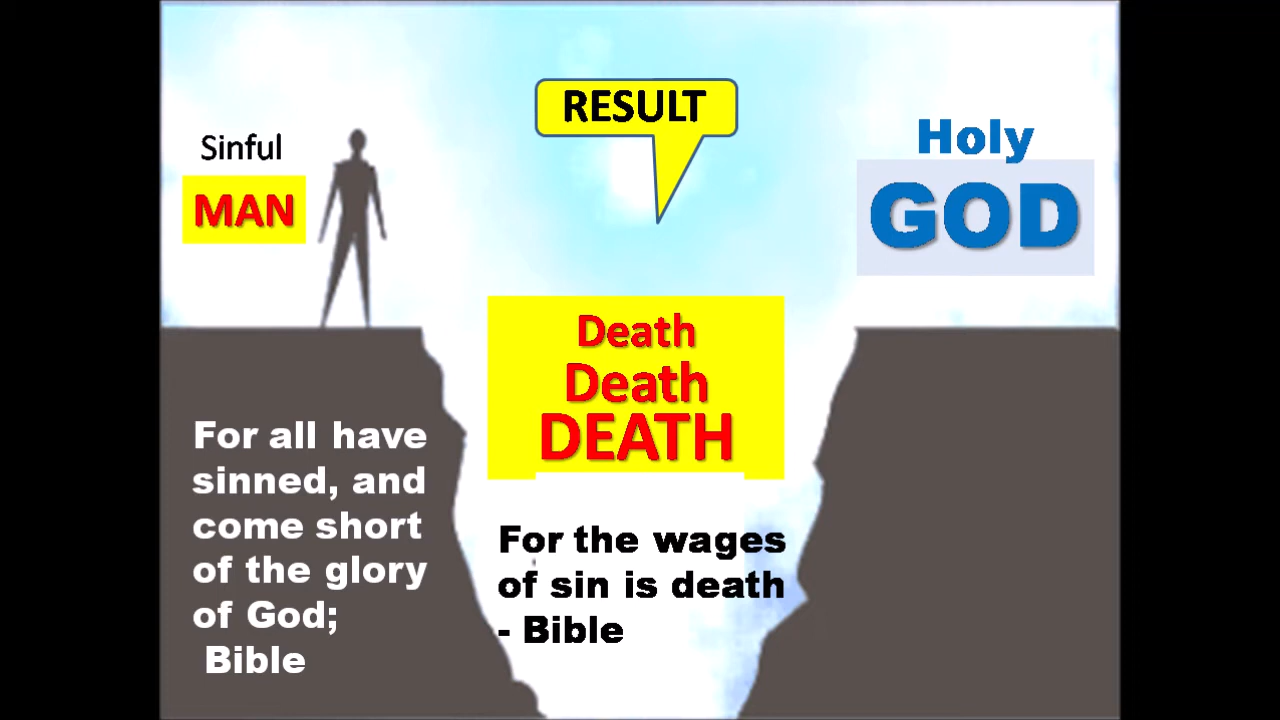 RESULT
Sinful
MAN
Holy
GOD
Death
Death
DEATH
For all have
sinned, and
come short
of the glory
of God;
Bible
For the wages
of sin is death
- Bible